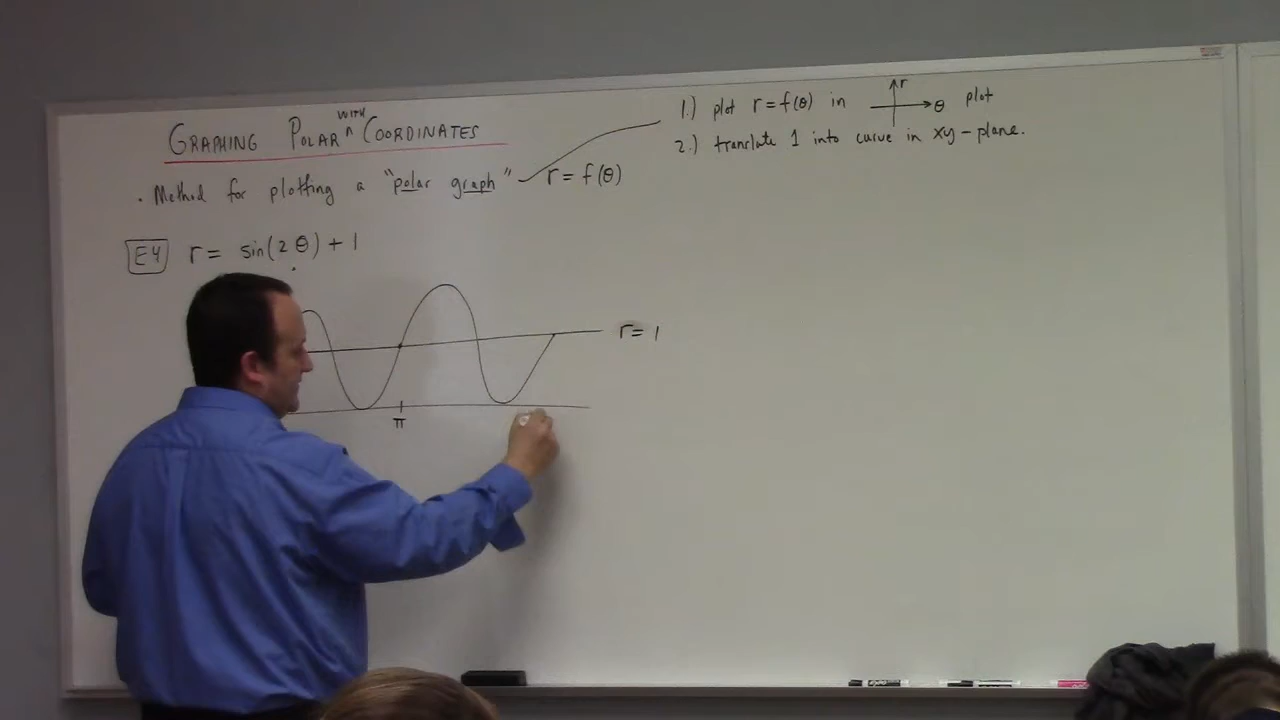 GRAPHING POLAR WITH ^ COORDINATES
• Method for plotting a "polar graph" r = f(θ)
E4 r = sin(2θ) + 1
r = 1
π
1.) plot r = f(θ) in r θ plot
2.) translate 1 into curve in xy-plane.